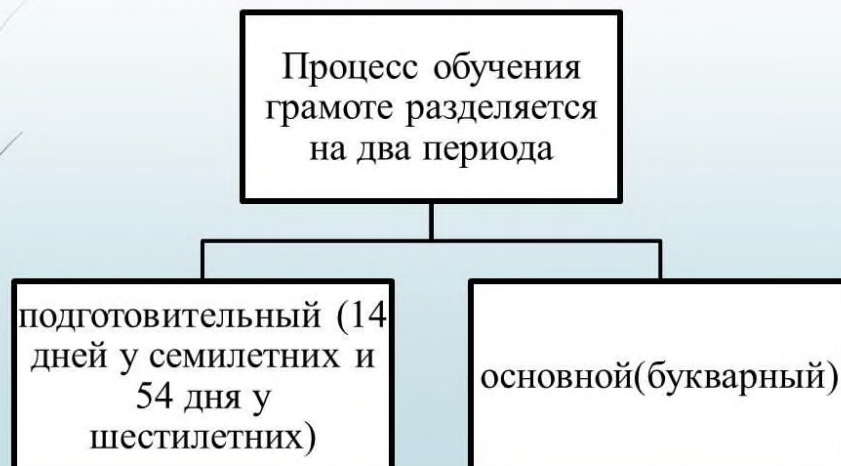 Процесс обучения
грамоте разделяется
на два периода
подготовительный (14
дней у семилетних и
54 дня у
шестилетних)
основной(букварный)